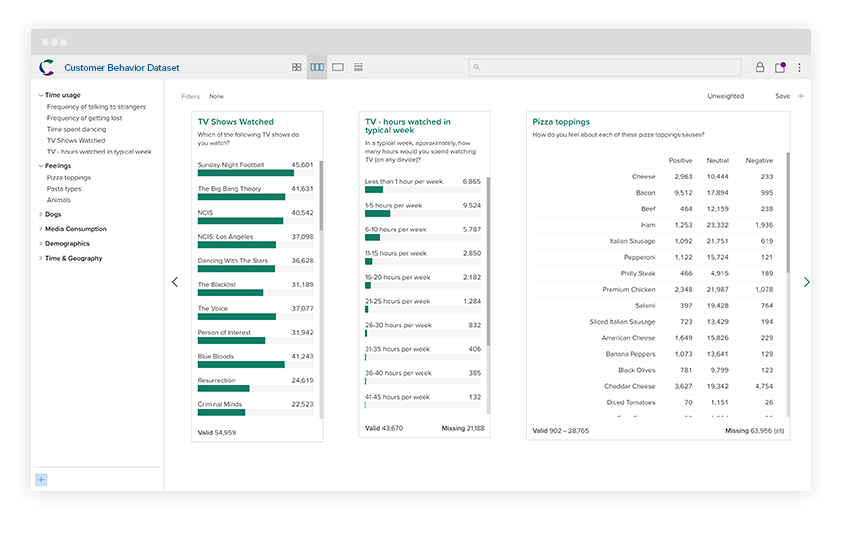 Customer Behavior Dataset
Filters None
Unweighted Save +
Time usage
Frequency of talking to strangers
Frequency of getting lost
Time spent dancing
TV Shows Watched
TV - hours watched in typical week
Feelings
Pizza toppings
Pasta types
Animals
Dogs
Media Consumption
Demographics
Time & Geography
+
TV Shows Watched
Which of the following TV shows do
you watch?
Sunday Night Football 45,601
The Big Bang Theory 41,631
NCIS 40,542
NCIS: Los Angeles 37,098
Dancing With The Stars 36,628
The Blacklist 31,189
The Voice 37,077
Person of Interest 31,942
Blue Bloods 41,243
Resurrection 24,619
Criminal Minds 22,523
Valid 54,959
TV - hours watched in
typical week
In a typical week, approximately, how
many hours would you spend watching
TV (on any device)?
Less than 1 hour per week 6,865
1-5 hours per week 9,524
6-10 hours per week 5,787
11-15 hours per week 2,850
16-20 hours per week 2,182
21-25 hours per week 1,284
26-30 hours per week 832
31-35 hours per week 406
36-40 hours per week 385
41-45 hours per week 132
Valid 43,670 Missing 21,188
Pizza toppings
How do you feel about each of these pizza toppings/sauses?
Positive Neutral Negative
Cheese 2,963 10,444 233
Bacon 9,512 17,894 995
Beef 464 12,159 238
Ham 1,253 23,332 1,936
Italian Sausage 1,092 21,751 619
Pepperoni 1,122 15,724 121
Philly Steak 466 4,915 189
Premium Chicken 2,348 21,987 1,078
Salami 397 19,428 764
Sliced Italian Sausage 723 13,429 194
American Cheese 1,649 15,826 229
Banana Peppers 1,073 13,641 129
Black Olives 781 9,799 123
Cheddar Cheese 3,627 19,342 4,754
Diced Tomatoes 70 1,151 26
Valid 902 – 28,765 Missing 63,956 (all)